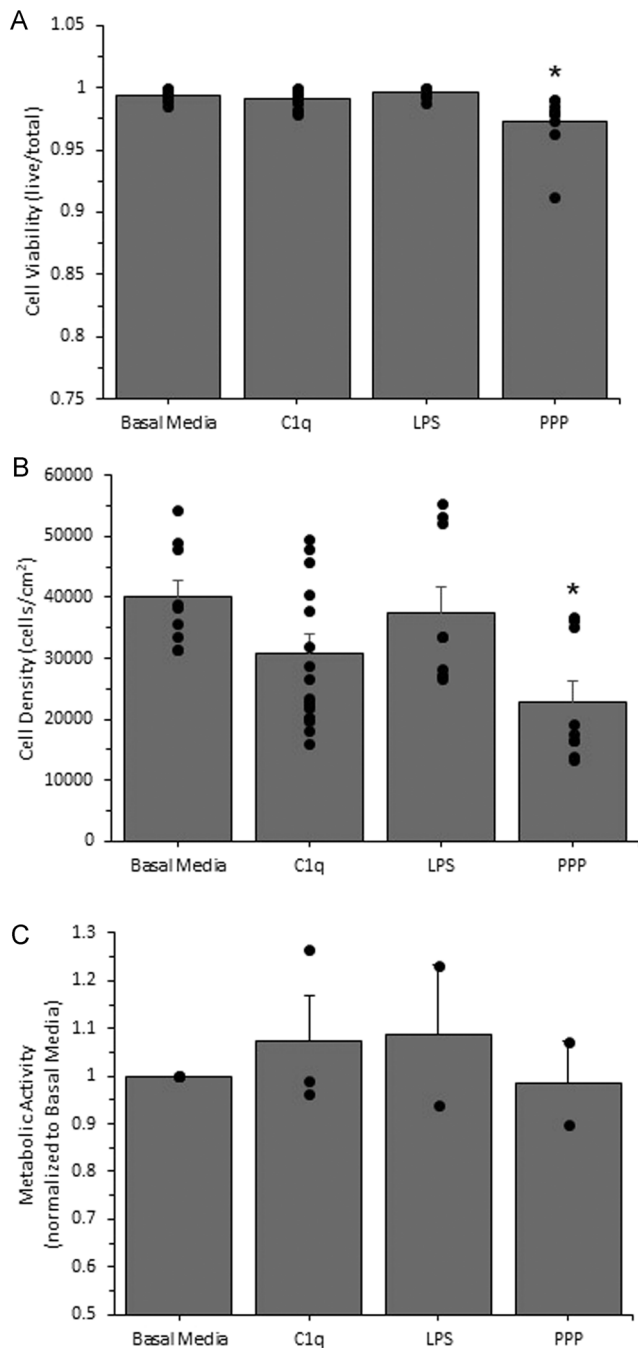 A
Cell Viability (live/total)
1.05
1
0.95
0.9
0.85
0.8
0.75
*
Basal Media C1q LPS PPP
B
Cell Density (cells/cm²)
60000
50000
40000
30000
20000
10000
0
*
Basal Media C1q LPS PPP
C
Metabolic Activity
(normalized to Basal Media)
1.3
1.2
1.1
1
0.9
0.8
0.7
0.6
0.5
Basal Media C1q LPS PPP